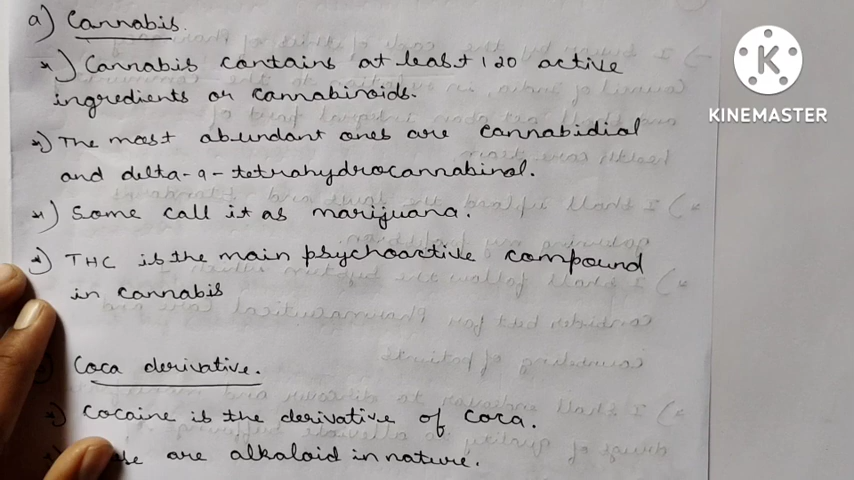 a) Cannabis.
*) Cannabis contains at least 120 active
ingredients or cannabinoids.
*) The most abundant ones are cannabidial
and delta-9-tetrahydrocannabinol.
*) Some call it as marijuana.
*) THC is the main psychoactive compound
in cannabis
Coca derivative.
*) Cocaine is the derivative of coca.
are alkaloid in nature.
K
KINEMASTER